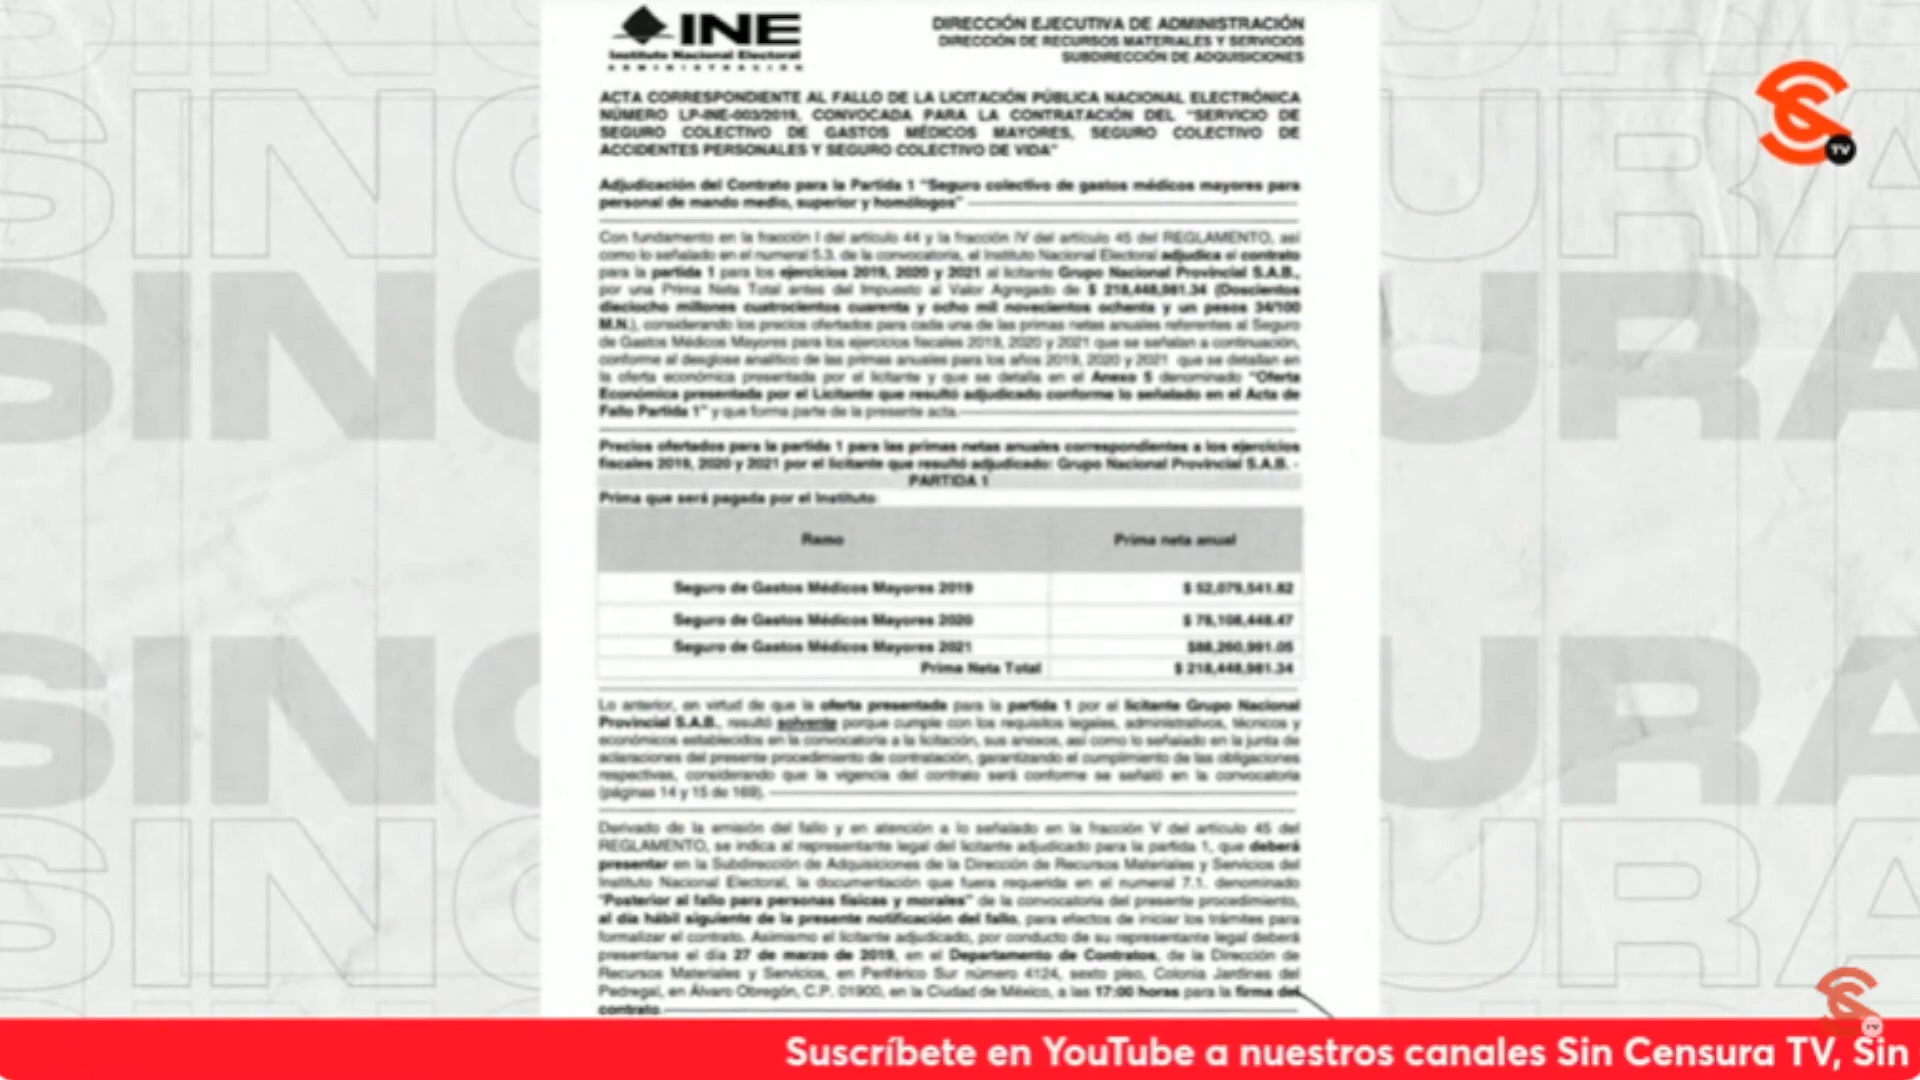 INE
Instituto Nacional Electoral
ADMINISTRACIÓN
DIRECCIÓN EJECUTIVA DE ADMINISTRACIÓN
DIRECCIÓN DE RECURSOS MATERIALES Y SERVICIOS
SUBDIRECCIÓN DE ADQUISICIONES
ACTA CORRESPONDIENTE AL FALLO DE LA LICITACIÓN PÚBLICA NACIONAL ELECTRÓNICA
NÚMERO LP-INE-003/2019, CONVOCADA PARA LA CONTRATACIÓN DEL "SERVICIO DE
SEGURO COLECTIVO DE GASTOS MÉDICOS MAYORES, SEGURO COLECTIVO DE
ACCIDENTES PERSONALES Y SEGURO COLECTIVO DE VIDA"
Adjudicación del Contrato para la Partida 1 "Seguro colectivo de gastos médicos mayores para
personal de mando medio, superior y homólogos"
Con fundamento en la fracción I del artículo 44 y la fracción IV del artículo 45 del REGLAMENTO, así
como lo señalado en el numeral 5.3. de la convocatoria, el Instituto Nacional Electoral adjudica el contrato
para la partida 1 para los ejercicios 2019, 2020 y 2021 al licitante Grupo Nacional Provincial S.A.B.,
por una Prima Neta Total antes del Impuesto al Valor Agregado de $ 218,448,981.34 (Doscientos
dieciocho millones cuatrocientos cuarenta y ocho mil novecientos ochenta y un pesos 34/100
M.N.), considerando los precios ofertados para cada una de las primas netas anuales referentes al Seguro
de Gastos Médicos Mayores para los ejercicios fiscales 2019, 2020 y 2021 que se señalan a continuación,
conforme al desglose analítico de las primas anuales para los años 2019, 2020 y 2021 que se detallan en
la oferta económica presentada por el licitante y que se detalla en el Anexo 5 denominado "Oferta
Económica presentada por el Licitante que resultó adjudicado conforme lo señalado en el Acta de
Fallo Partida 1" y que forma parte de la presente acta.
Precios ofertados para la partida 1 para las primas netas anuales correspondientes a los ejercicios
fiscales 2019, 2020 y 2021 por el licitante que resultó adjudicado: Grupo Nacional Provincial S.A.B. -
PARTIDA 1
Prima que será pagada por el Instituto:
Ramo Prima neta anual
Seguro de Gastos Médicos Mayores 2019 $ 52,079,541.82
Seguro de Gastos Médicos Mayores 2020 $ 78,108,448.47
Seguro de Gastos Médicos Mayores 2021 $88,260,991.05
Prima Neta Total $ 218,448,981.34
Lo anterior, en virtud de que la oferta presentada para la partida 1 por el licitante Grupo Nacional
Provincial S.A.B., resultó solvente porque cumple con los requisitos legales, administrativos, técnicos y
económicos establecidos en la convocatoria a la licitación, sus anexos, así como lo señalado en la junta de
aclaraciones del presente procedimiento de contratación, garantizando el cumplimiento de las obligaciones
respectivas, considerando que la vigencia del contrato será conforme se señaló en la convocatoria
(páginas 14 y 15 de 169).
Derivado de la emisión del fallo y en atención a lo señalado en la fracción V del artículo 45 del
REGLAMENTO, se indica al representante legal del licitante adjudicado para la partida 1, que deberá
presentar en la Subdirección de Adquisiciones de la Dirección de Recursos Materiales y Servicios del
Instituto Nacional Electoral, la documentación que fuera requerida en el numeral 7.1. denominado
"Posterior al fallo para personas físicas y morales" de la convocatoria del presente procedimiento,
al día hábil siguiente de la presente notificación del fallo, para efectos de iniciar los trámites para
formalizar el contrato. Asimismo el licitante adjudicado, por conducto de su representante legal deberá
presentarse el día 27 de marzo de 2019, en el Departamento de Contratos, de la Dirección de
Recursos Materiales y Servicios, en Periférico Sur número 4124, sexto piso, Colonia Jardines del
Pedregal, en Álvaro Obregón, C.P. 01900, en la Ciudad de México, a las 17:00 horas para la firma del
contrato.
SINC
URA
SINC
URA
SINC
URA
SINC
URA
TV
TV
Suscríbete en YouTube a nuestros canales Sin Censura TV, Sin